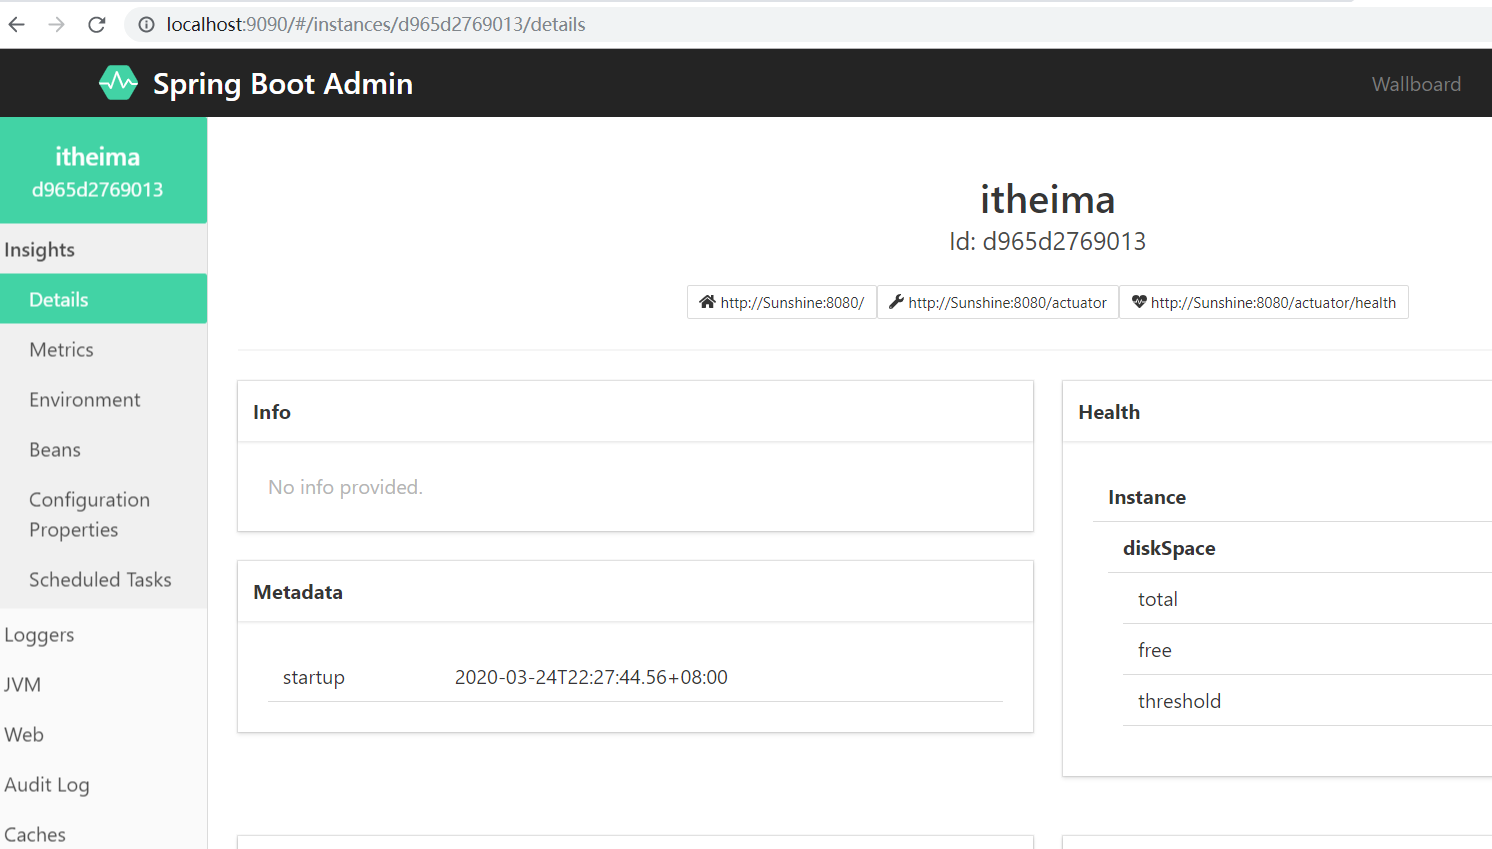 localhost:9090/#/instances/d965d2769013/details
Spring Boot Admin
Wallboard
itheima
d965d2769013
Insights
Details
Metrics
Environment
Beans
Configuration
Properties
Scheduled Tasks
Loggers
JVM
Web
Audit Log
Caches
itheima
Id: d965d2769013
http://Sunshine:8080/
http://Sunshine:8080/actuator
http://Sunshine:8080/actuator/health
Info
No info provided.
Metadata
startup 2020-03-24T22:27:44.56+08:00
Health
Instance
diskSpace
total
free
threshold